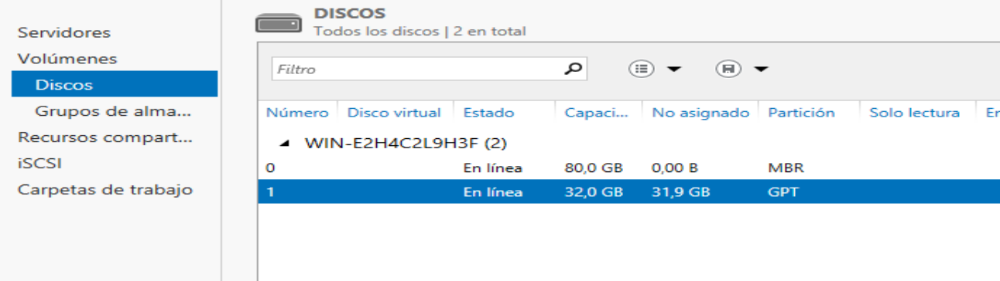 Servidores
Volúmenes
Discos
Grupos de alma...
Recursos compart...
iSCSI
Carpetas de trabajo
DISCOS
Todos los discos | 2 en total
Filtro
Número Disco virtual Estado Capaci... No asignado Partición Solo lectura En
WIN-E2H4C2L9H3F (2)
0 En línea 80,0 GB 0,00 B MBR
1 En línea 32,0 GB 31,9 GB GPT